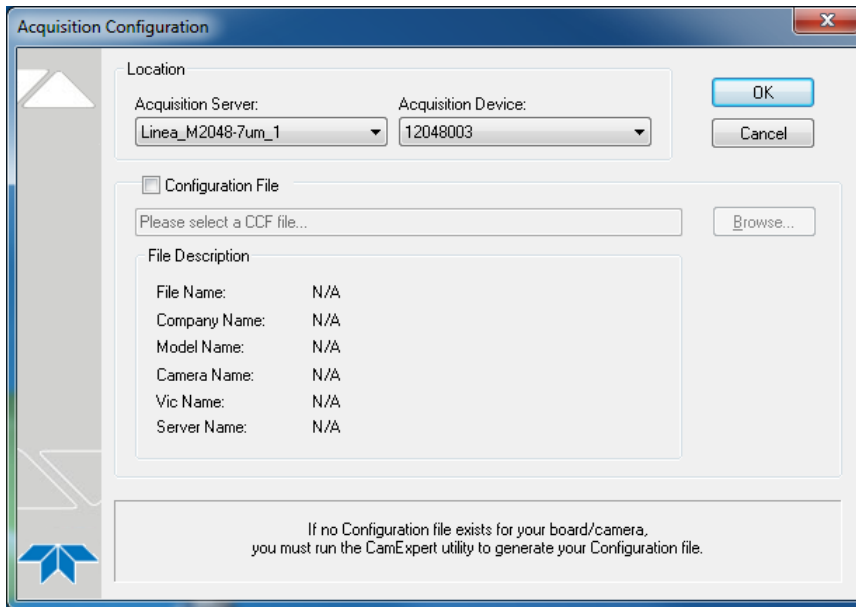 Acquisition Configuration
Location
Acquisition Server: Acquisition Device:
Linea_M2048-7um_1 12048003
OK
Cancel
Configuration File
Please select a CCF file...
Browse...
File Description
File Name: N/A
Company Name: N/A
Model Name: N/A
Camera Name: N/A
Vic Name: N/A
Server Name: N/A
If no Configuration file exists for your board/camera,
you must run the CamExpert utility to generate your Configuration file.